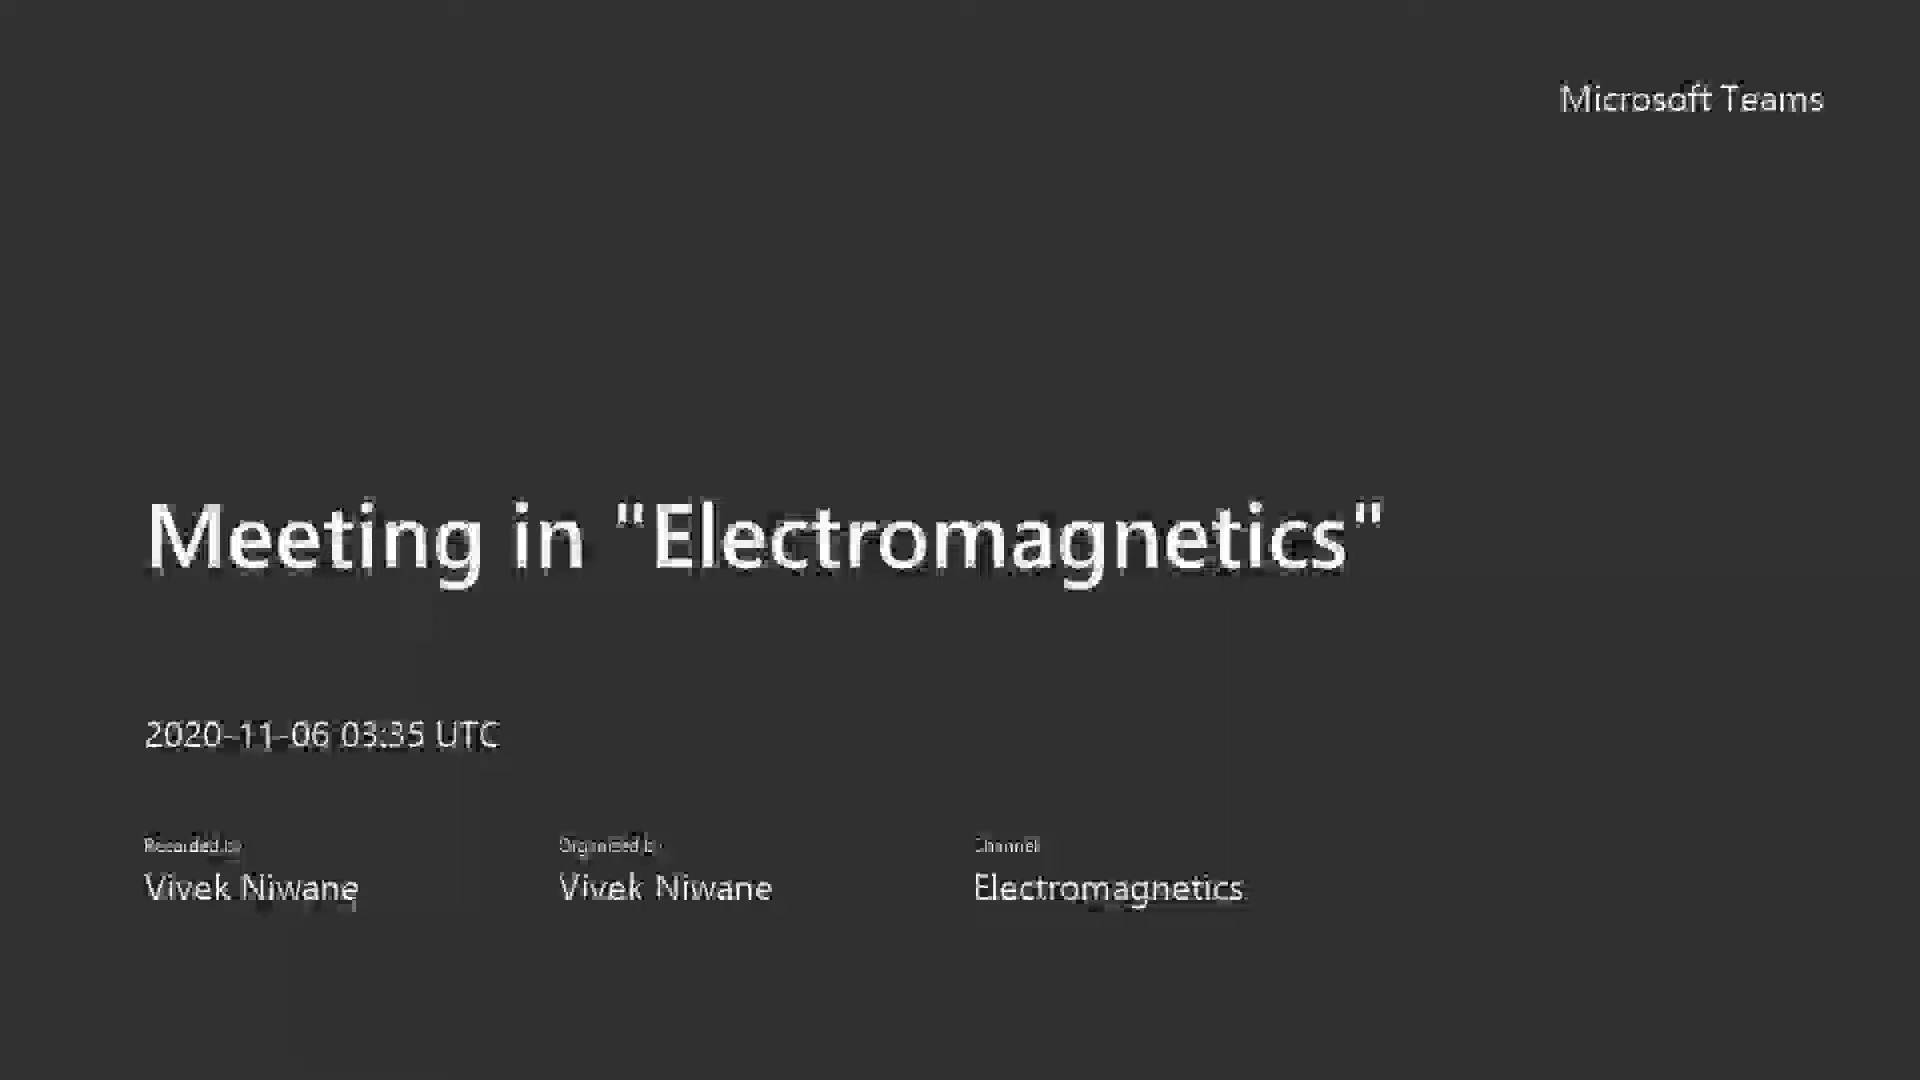 Microsoft Teams
Meeting in "Electromagnetics"
2020-11-06 03:35 UTC
Recorded by
Organized by
Channel
Vivek Niwane
Vivek Niwane
Electromagnetics